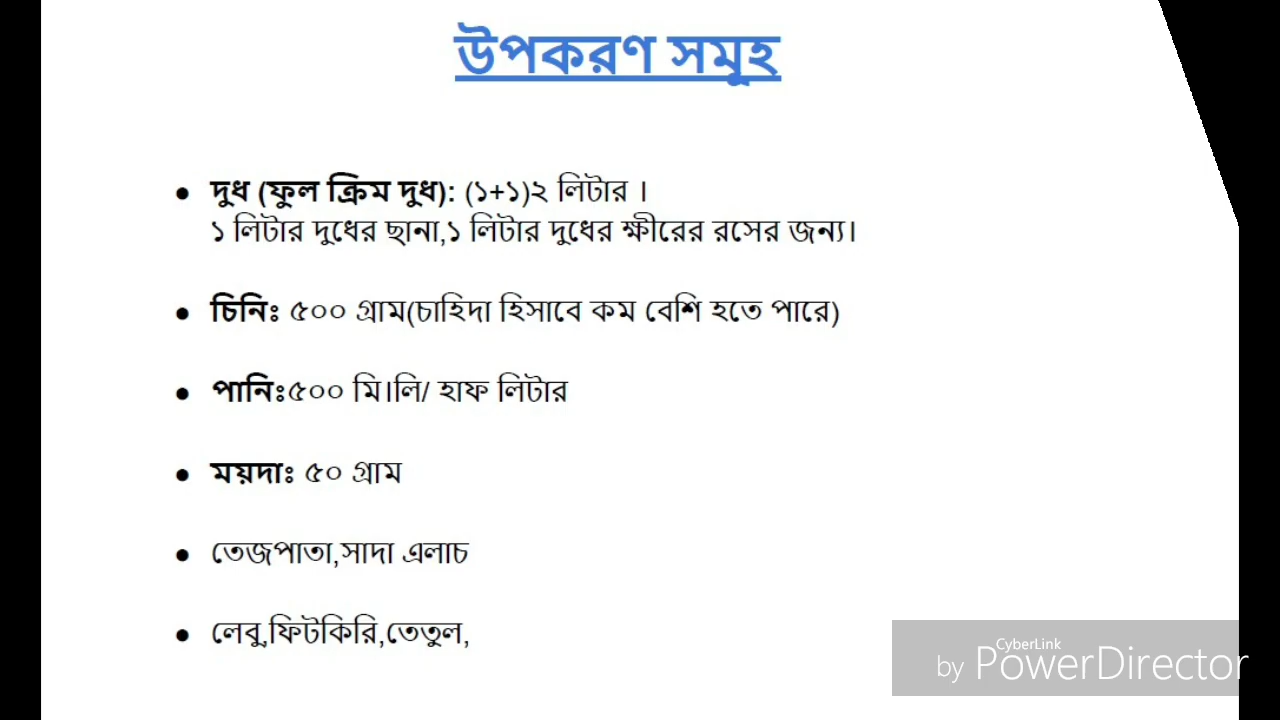 উপকরণ সমুহ
● দুধ (ফুল ক্রিম দুধ): (১+১)২ লিটার ।
১ লিটার দুধের ছানা,১ লিটার দুধের ক্ষীরের রসের জন্য।
● চিনিঃ ৫০০ গ্রাম(চাহিদা হিসাবে কম বেশি হতে পারে)
● পানিঃ৫০০ মি।লি/ হাফ লিটার
● ময়দাঃ ৫০ গ্রাম
● তেজপাতা,সাদা এলাচ
● লেবু,ফিটকিরি,তেতুল,
CyberLink
by PowerDirector